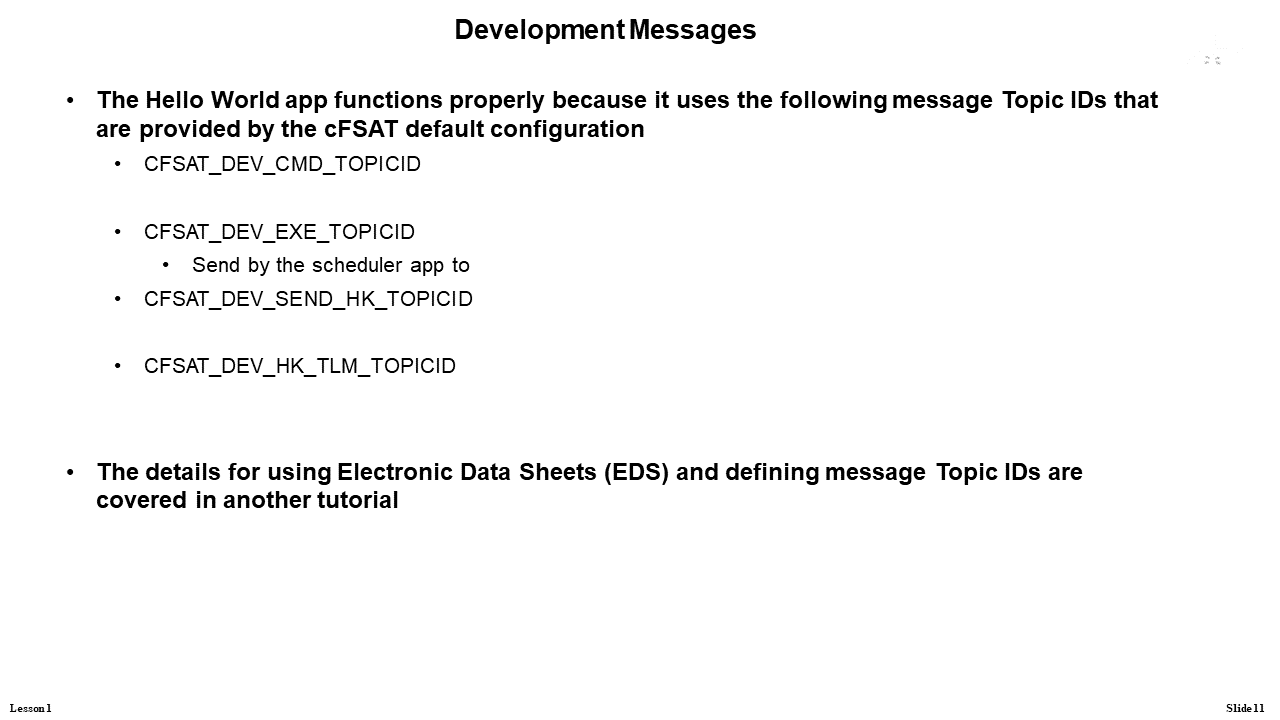 Development Messages
• The Hello World app functions properly because it uses the following message Topic IDs that
are provided by the cFSAT default configuration
• CFSAT_DEV_CMD_TOPICID
• CFSAT_DEV_EXE_TOPICID
• Send by the scheduler app to
• CFSAT_DEV_SEND_HK_TOPICID
• CFSAT_DEV_HK_TLM_TOPICID
• The details for using Electronic Data Sheets (EDS) and defining message Topic IDs are
covered in another tutorial
Lesson 1
Slide 11